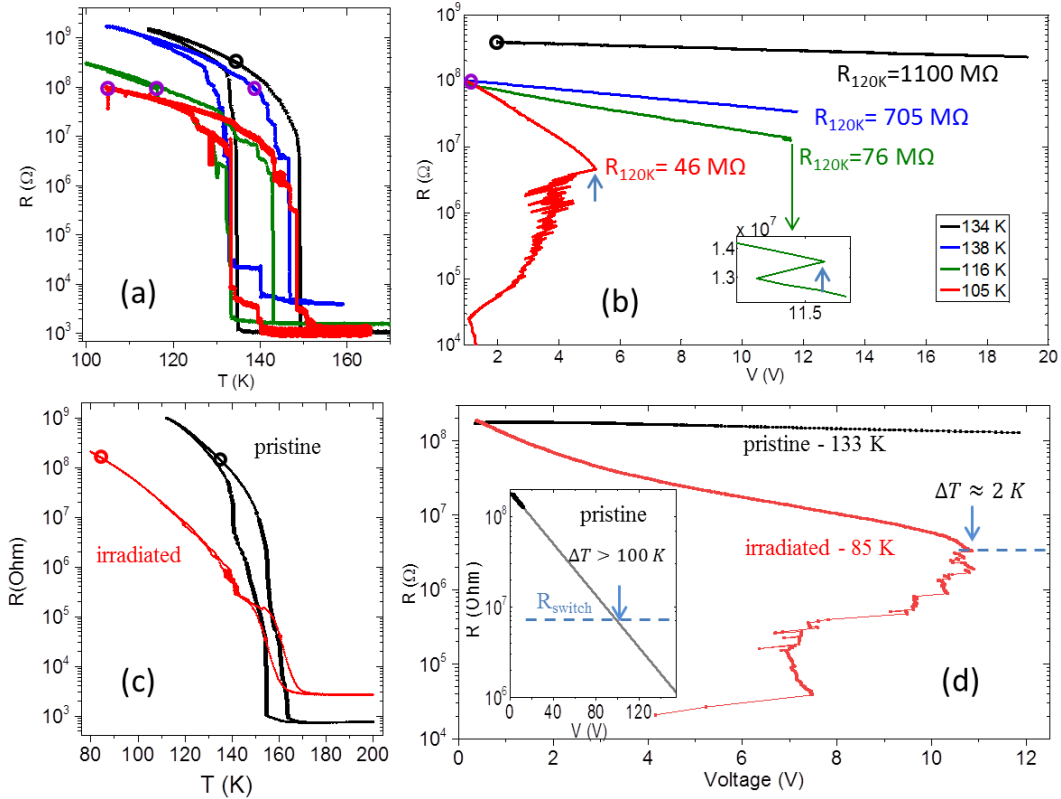 10⁹
10⁸
10⁷
10⁶
10⁵
10⁴
10³
R (Ω)
(a)
100 120 140 160
T (K)
10⁹
10⁸
10⁷
10⁶
10⁵
10⁴
R (Ω)
R120K=1100 MΩ
R120K= 705 MΩ
R120K=76 MΩ
R120K= 46 MΩ
x 10⁷
1.4
1.3
11.5
134 K
138 K
116 K
105 K
(b)
2 4 6 8 10 12 14 16 18 20
V (V)
10⁹
10⁸
10⁷
10⁶
10⁵
10⁴
10³
R(Ohm)
pristine
irradiated
(c)
80 100 120 140 160 180 200
T (K)
10⁸
10⁷
10⁶
10⁵
10⁴
R (Ω)
pristine - 133 K
ΔT ≈ 2 K
irradiated - 85 K
10⁸
10⁷
10⁶
R (Ohm)
pristine
ΔT > 100 K
Rswitch
0 40 80 120
V (V)
(d)
0 2 4 6 8 10 12
Voltage (V)